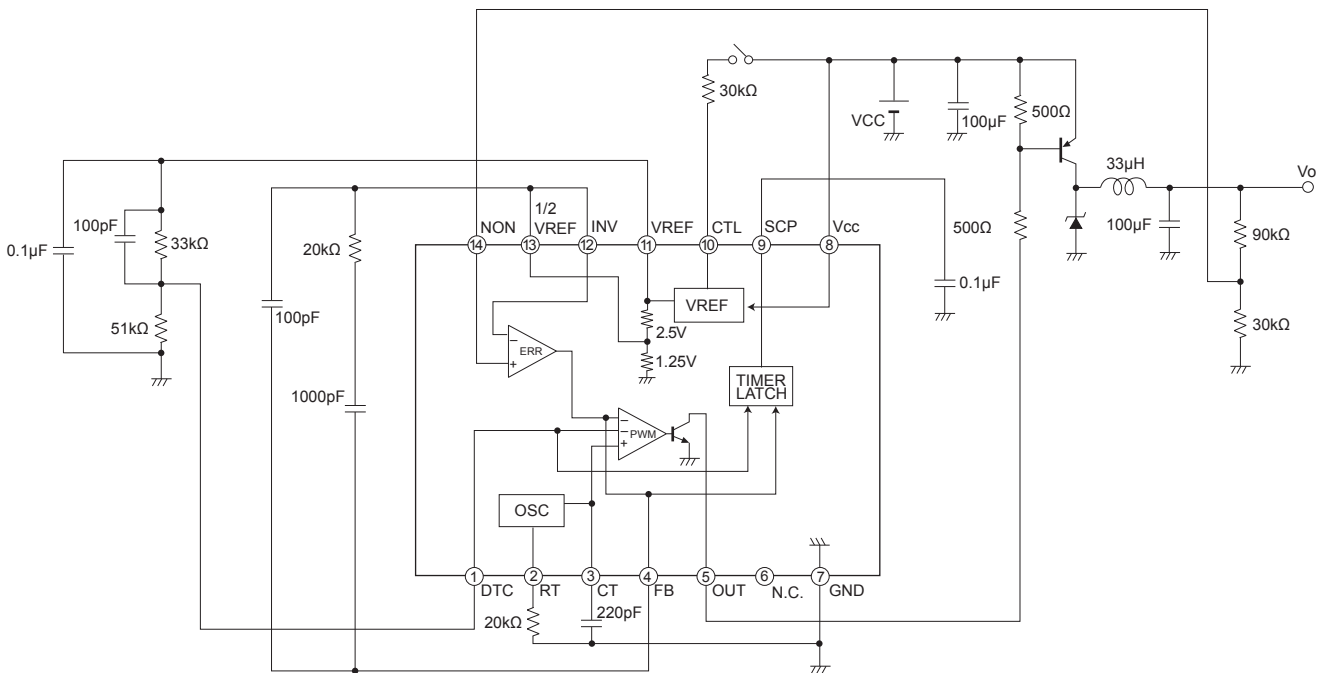 30kΩ
VCC
100µF
500Ω
33µH
Vo
0.1µF
100pF
33kΩ
51kΩ
20kΩ
100pF
1000pF
NON
1/2
VREF
INV
VREF
CTL
SCP
Vcc
14
13
12
11
10
9
8
500Ω
100µF
90kΩ
30kΩ
0.1µF
VREF
2.5V
1.25V
−
ERR
+
TIMER
LATCH
−
−
PWM
+
OSC
1
2
3
4
5
6
7
DTC
RT
CT
FB
OUT
N.C.
GND
20kΩ
220pF